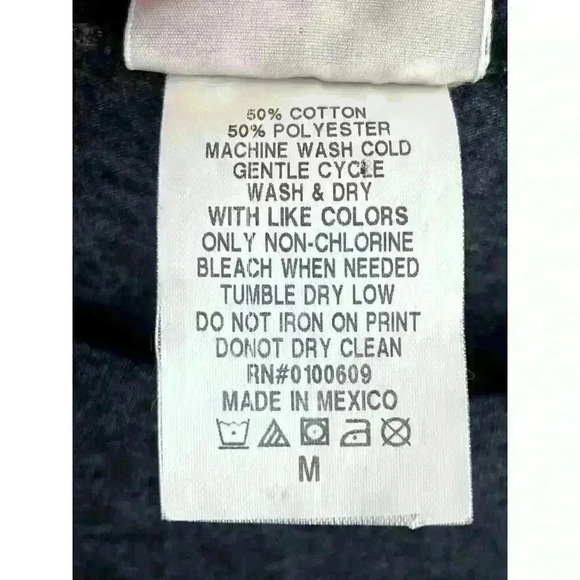 50% COTTON
50% POLYESTER
MACHINE WASH COLD
GENTLE CYCLE
WASH & DRY
WITH LIKE COLORS
ONLY NON-CHLORINE
BLEACH WHEN NEEDED
TUMBLE DRY LOW
DO NOT IRON ON PRINT
DONOT DRY CLEAN
RN#0100609
MADE IN MEXICO
M